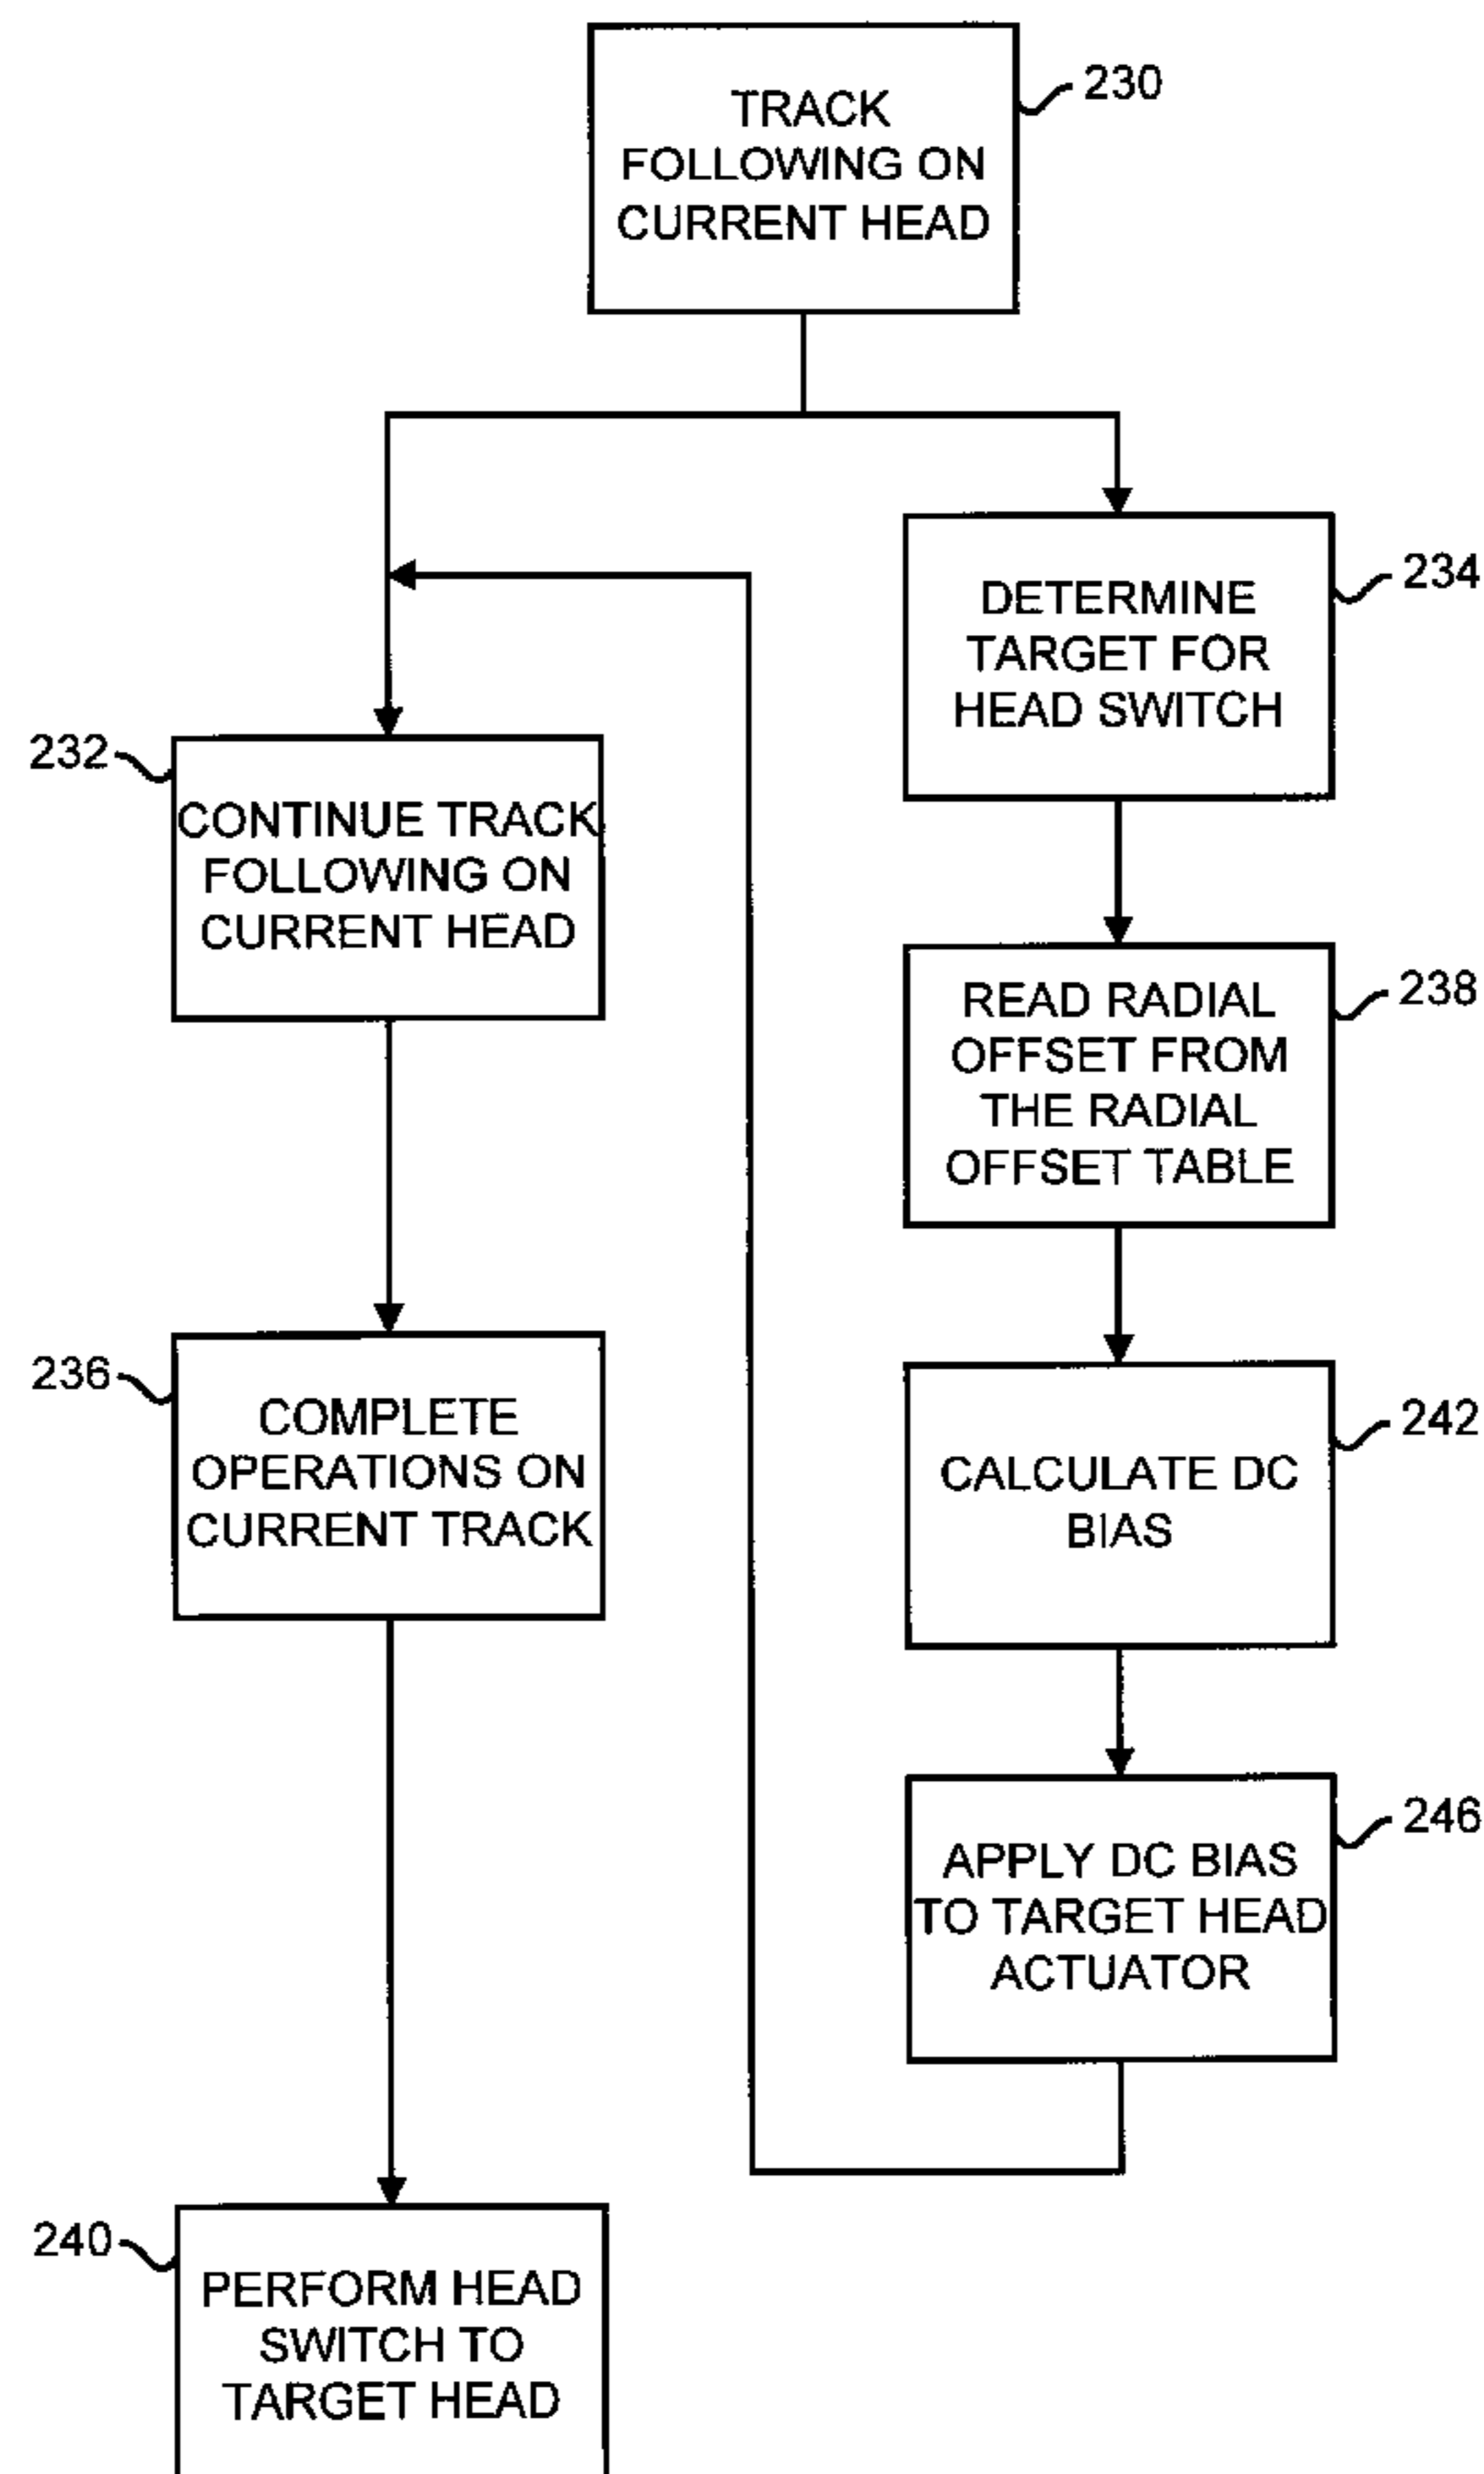 TRACK
FOLLOWING ON
CURRENT HEAD
230
DETERMINE
TARGET FOR
HEAD SWITCH
234
232
CONTINUE TRACK
FOLLOWING ON
CURRENT HEAD
READ RADIAL
OFFSET FROM
THE RADIAL
OFFSET TABLE
238
236
COMPLETE
OPERATIONS ON
CURRENT TRACK
CALCULATE DC
BIAS
242
APPLY DC BIAS
TO TARGET HEAD
ACTUATOR
246
240
PERFORM HEAD
SWITCH TO
TARGET HEAD